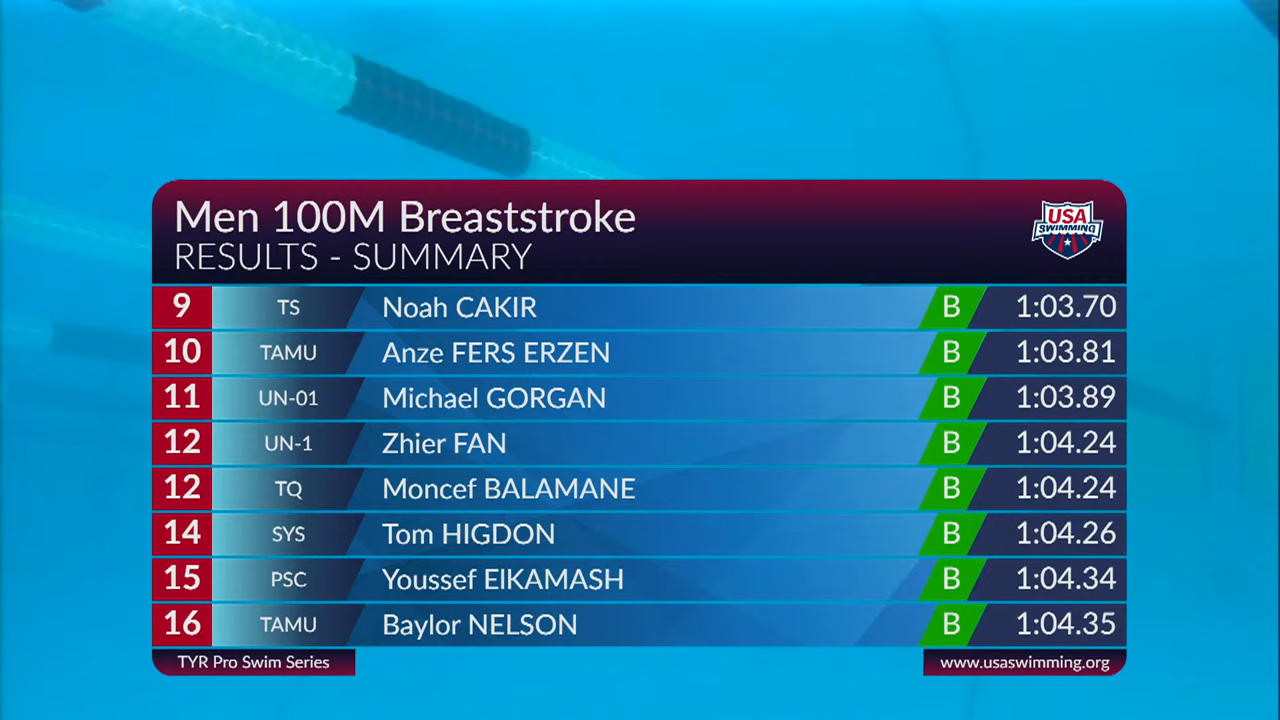 Men 100M Breaststroke
USA
SWIMMING
RESULTS - SUMMARY
9 TS Noah CAKIR B 1:03.70
10 TAMU Anze FERS ERZEN B 1:03.81
11 UN-01 Michael GORGAN B 1:03.89
12 UN-1 Zhier FAN B 1:04.24
12 TQ Moncef BALAMANE B 1:04.24
14 SYS Tom HIGDON B 1:04.26
15 PSC Youssef EIKAMASH B 1:04.34
16 TAMU Baylor NELSON B 1:04.35
TYR Pro Swim Series www.usaswimming.org